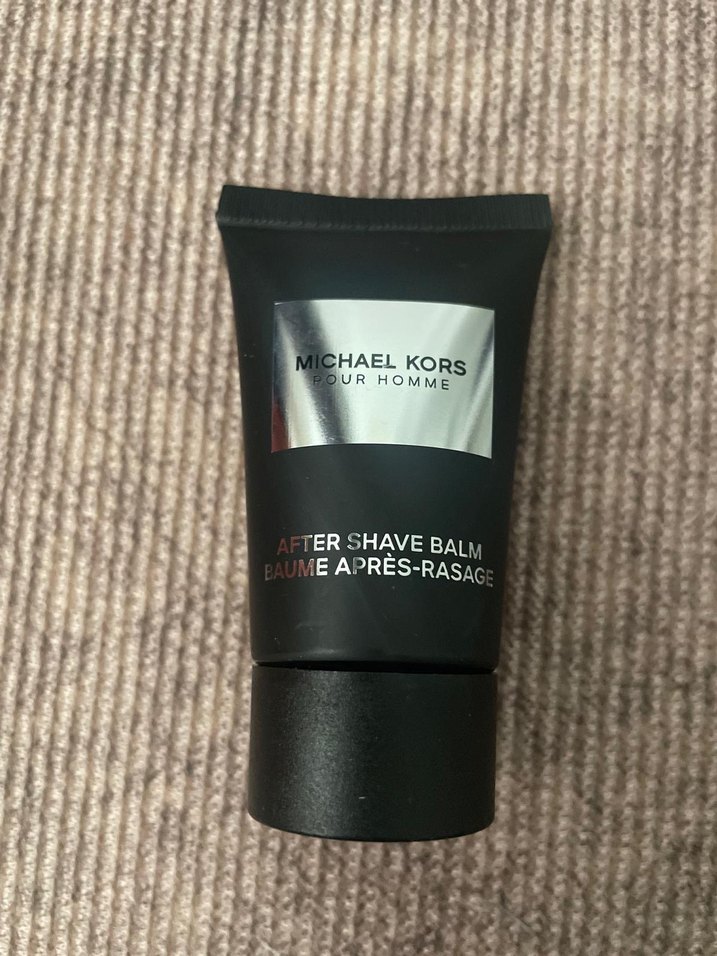 MICHAEL KORS
POUR HOMME
AFTER SHAVE BALM
BAUME APRÈS-RASAGE